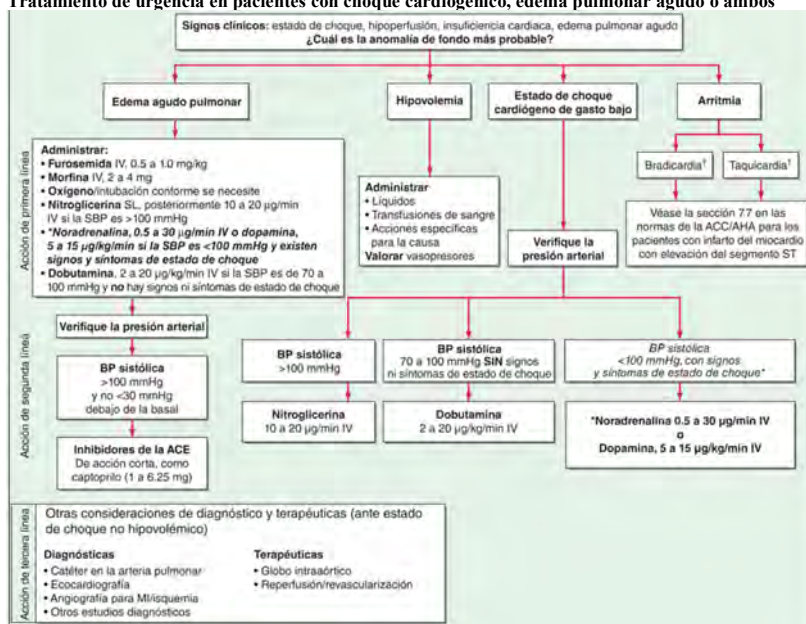 Tratamiento de urgencia en pacientes con choque cardiogénico, edema pulmonar agudo o ambos
Signos clínicos: estado de choque, hipoperfusión, insuficiencia cardiaca, edema pulmonar agudo
¿Cuál es la anomalía de fondo más probable?
Edema agudo pulmonar
Hipovolemia
Estado de choque
cardiógeno de gasto bajo
Arritmia
Bradicardia†
Taquicardia†
Acción de primera línea
Administrar:
• Furosemida IV, 0.5 a 1.0 mg/kg
• Morfina IV, 2 a 4 mg
• Oxígeno/intubación conforme se necesite
• Nitroglicerina SL, posteriormente 10 a 20 µg/min
IV si la SBP es >100 mmHg
• *Noradrenalina, 0.5 a 30 µg/min IV o dopamina,
5 a 15 µg/kg/min si la SBP es <100 mmHg y existen
signos y síntomas de estado de choque
• Dobutamina, 2 a 20 µg/kg/min IV si la SBP es de 70 a
100 mmHg y no hay signos ni síntomas de estado de choque
Administrar
• Líquidos
• Transfusiones de sangre
• Acciones específicas
para la causa
Valorar vasopresores
Verifique la
presión arterial
Véase la sección 7.7 en las
normas de la ACC/AHA para los
pacientes con infarto del miocardio
con elevación del segmento ST
Acción de segunda línea
Verifique la presión arterial
BP sistólica
>100 mmHg
y no <30 mmHg
debajo de la basal
Inhibidores de la ACE
De acción corta, como
captoprilo (1 a 6.25 mg)
BP sistólica
>100 mmHg
Nitroglicerina
10 a 20 µg/min IV
BP sistólica
70 a 100 mmHg SIN signos
ni síntomas de estado de choque
Dobutamina
2 a 20 µg/kg/min IV
BP sistólica
<100 mmHg, con signos
y síntomas de estado de choque*
*Noradrenalina 0.5 a 30 µg/min IV
o
Dopamina, 5 a 15 µg/kg/min IV
Acción de tercera línea
Otras consideraciones de diagnóstico y terapéuticas (ante estado
de choque no hipovolémico)
Diagnósticas
• Catéter en la arteria pulmonar
• Ecocardiografía
• Angiografía para MI/isquemia
• Otros estudios diagnósticos
Terapéuticas
• Globo intraaórtico
• Reperfusión/revascularización